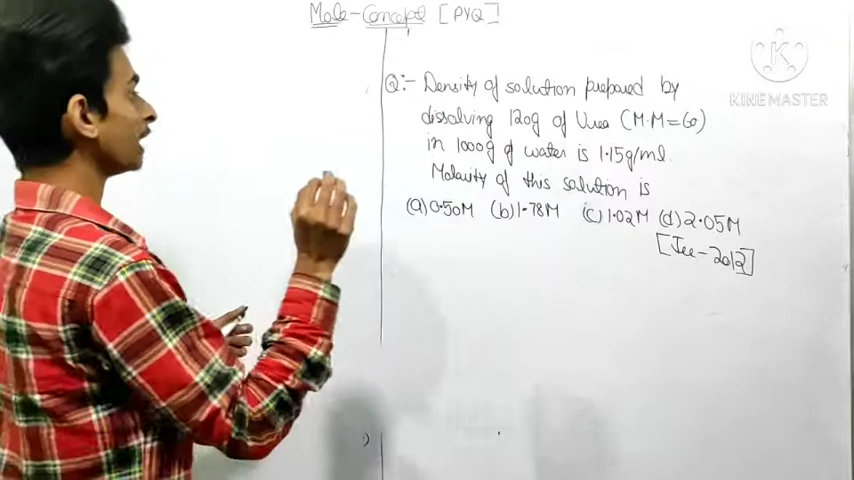 Mole-Concept [PYQ]
Q:- Density of solution prepared by
dissolving 120g of Urea (M.M=60)
in 1000g of water is 1.15g/ml.
Molarity of this solution is
(a) 0.50M (b) 1.78M (c) 1.02M (d) 2.05M
[Jee-2012]
K
KINEMASTER